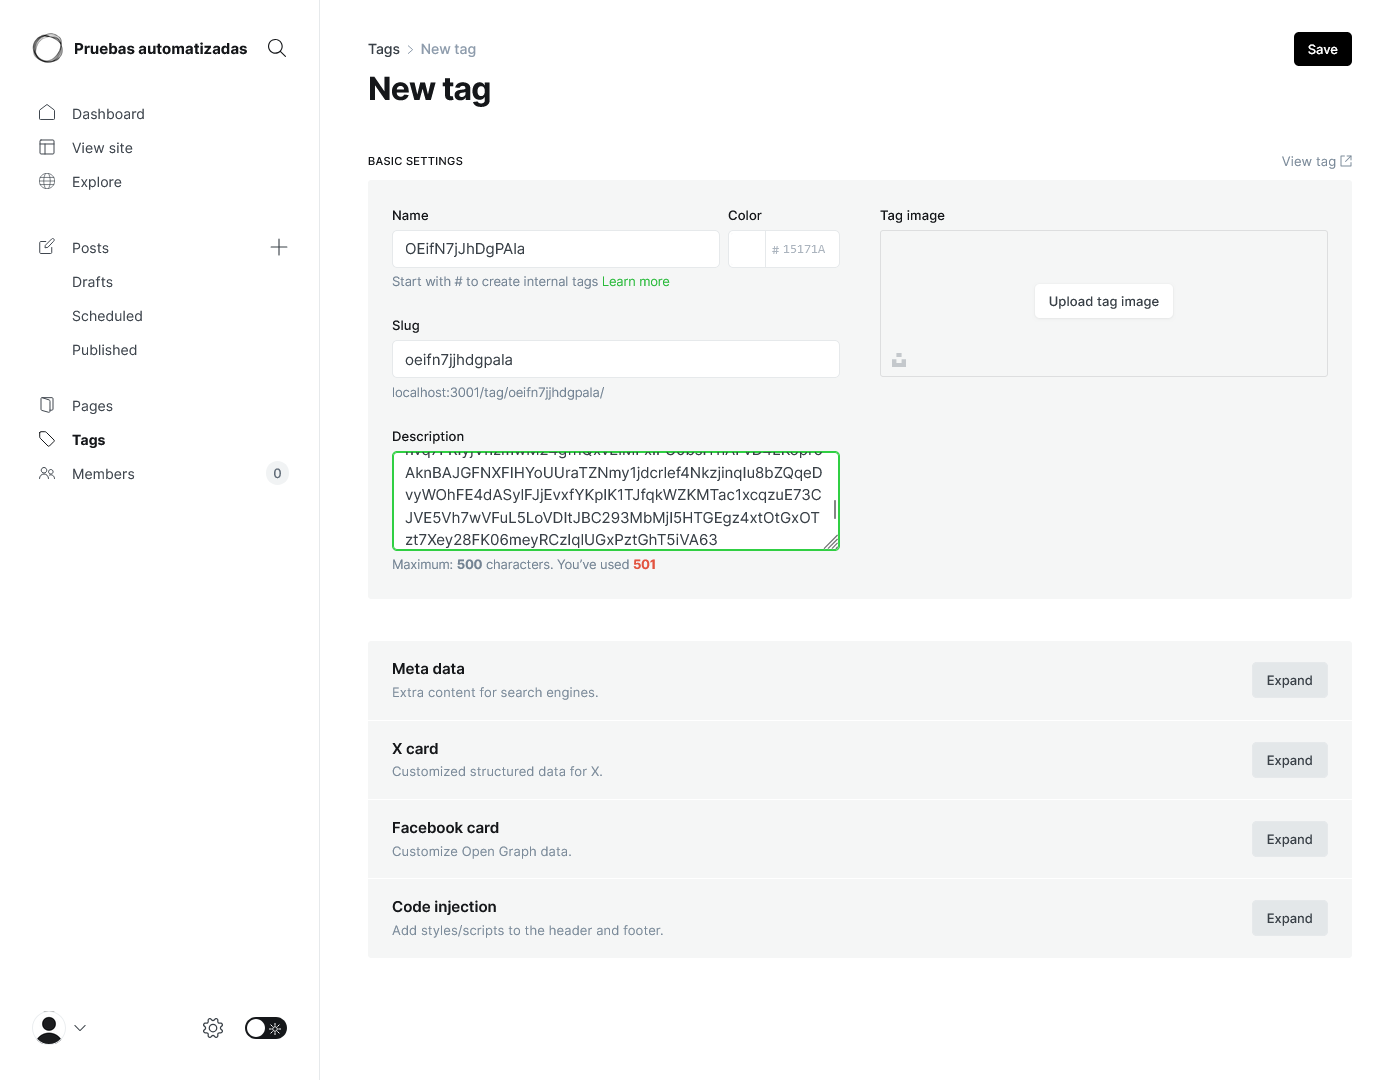 Pruebas automatizadas
Dashboard
View site
Explore
Posts
Drafts
Scheduled
Published
Pages
Tags
Members 0
Tags > New tag
Save
New tag
BASIC SETTINGS
View tag
Name
OEifN7jJhDgPAla
Start with # to create internal tags Learn more
Color
# 15171A
Slug
oeifn7jjhdgpala
localhost:3001/tag/oeifn7jjhdgpala/
Description
AknBAJGFNXFIHYoUUraTZNmy1jdcrlef4NkzjinqIu8bZQqeD
vyWOhFE4dASylFJjEvxfYKpIK1TJfqkWZKMTac1xcqzuE73C
JVE5Vh7wVFuL5LoVDItJBC293MbMjI5HTGEgz4xtOtGxOT
zt7Xey28FK06meyRCzIqlUGxPztGhT5iVA63
Maximum: 500 characters. You've used 501
Tag image
Upload tag image
Meta data
Extra content for search engines.
Expand
X card
Customized structured data for X.
Expand
Facebook card
Customize Open Graph data.
Expand
Code injection
Add styles/scripts to the header and footer.
Expand